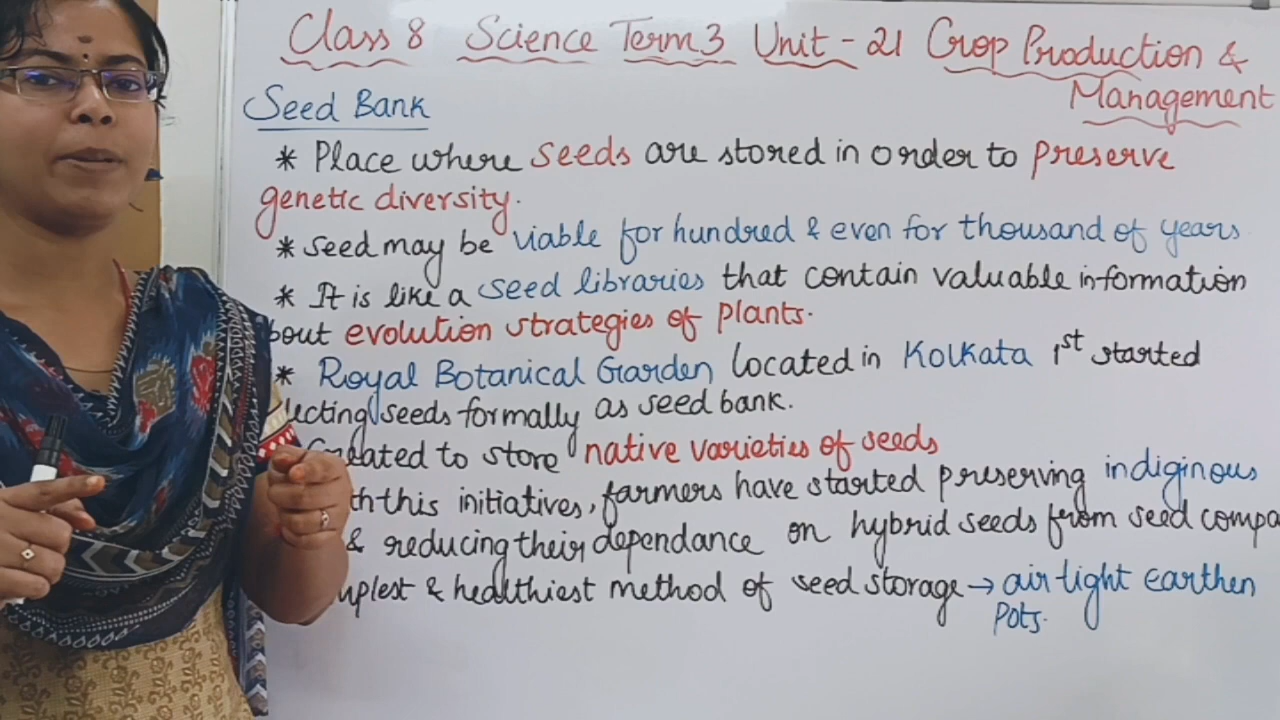 Class 8 Science Term 3 Unit - 21 Crop Production &
Management
Seed Bank
* Place where seeds are stored in order to preserve
genetic diversity.
* seed may be viable for hundred & even for thousand of years
* It is like a seed libraries that contain valuable information
bout evolution strategies of plants.
* Royal Botanical Garden located in Kolkata 1st started
lecting seeds formally as seed bank.
Created to store native varieties of seeds
th this initiatives, farmers have started preserving indiginous
& reducing their dependance on hybrid seeds from seed compa
mplest & healthiest method of seed storage → air tight earthen
Pots.